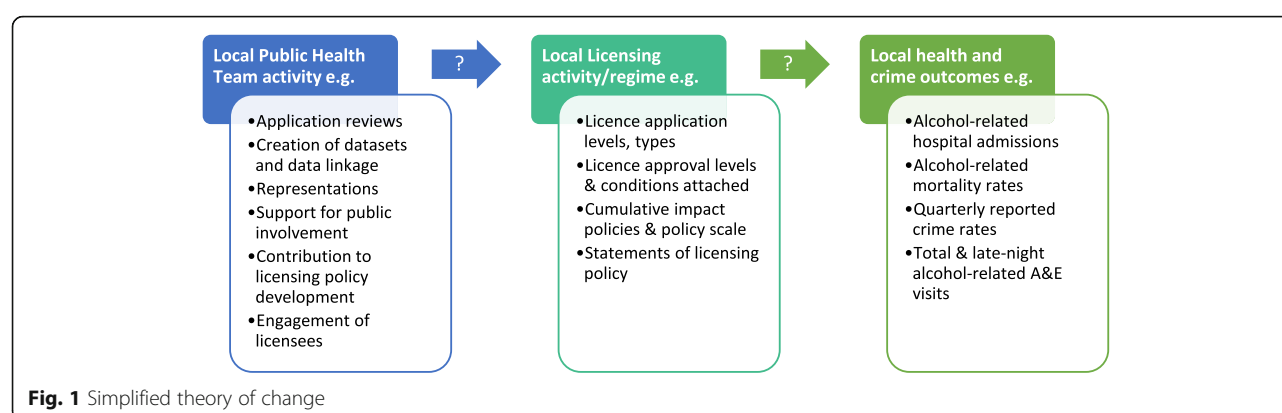 Local Public Health
Team activity e.g.
?
Local Licensing
activity/regime e.g.
?
Local health and
crime outcomes e.g.
•Application reviews
•Creation of datasets
and data linkage
•Representations
•Support for public
involvement
•Contribution to
licensing policy
development
•Engagement of
licensees
•Licence application
levels, types
•Licence approval levels
& conditions attached
•Cumulative impact
policies & policy scale
•Statements of licensing
policy
•Alcohol-related
hospital admissions
•Alcohol-related
mortality rates
•Quarterly reported
crime rates
•Total & late-night
alcohol-related A&E
visits
Fig. 1 Simplified theory of change